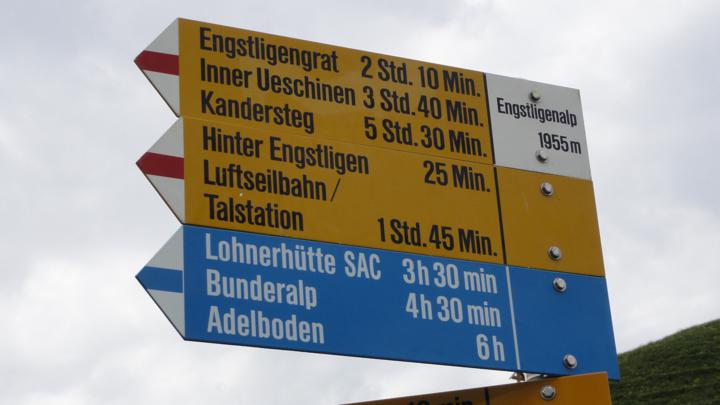 Engstligengrat 2 Std. 10 Min.
Inner Ueschinen 3 Std. 40 Min.
Kandersteg 5 Std. 30 Min.
Engstligenalp
1955 m
Hinter Engstligen 25 Min.
Luftseilbahn/
Talstation 1 Std. 45 Min.
Lohnerhütte SAC 3 h 30 min
Bunderalp 4 h 30 min
Adelboden 6 h